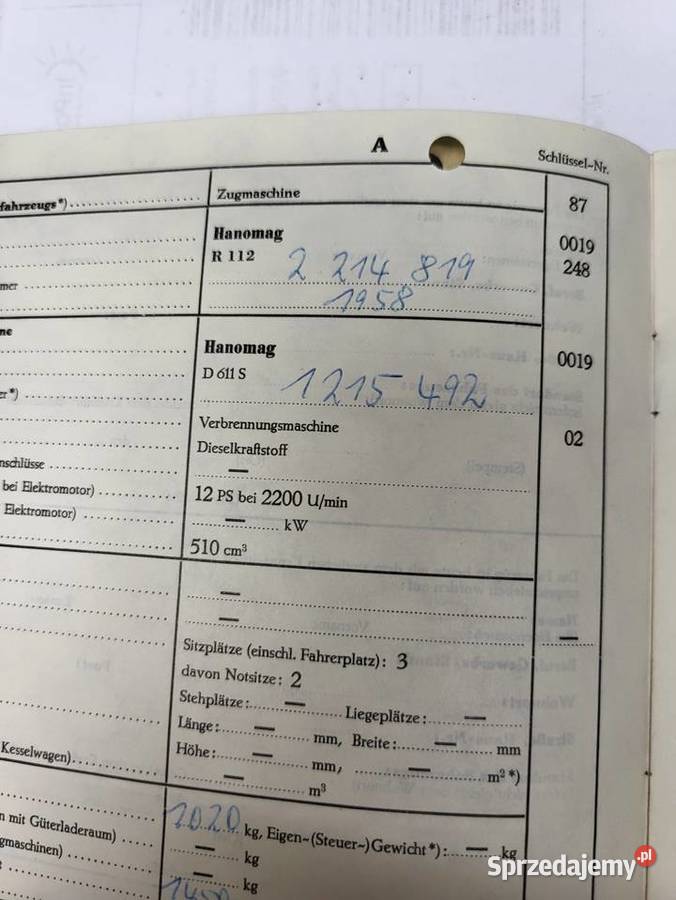 A
Schlüssel-Nr.
fahrzeugs*) Zugmaschine 87
Hanomag 0019
R 112 2 214 819 248
mer 1958
ne
Hanomag 0019
D 611 S 1215 492
er*)
Verbrennungsmaschine 02
Dieselkraftstoff
nschlüsse —
bei Elektromotor) 12 PS bei 2200 U/min
Elektromotor) — kW
510 cm³
—
— —
Sitzplätze (einschl. Fahrerplatz): 3
davon Notsitze: 2
Stehplätze: — Liegeplätze: —
Länge: — mm, Breite: — mm
Höhe: — mm, — m² *)
Kesselwagen) — m³
1020 kg, Eigen-(Steuer-)Gewicht*): — kg
n mit Güterladeraum) — kg
gmaschinen) — kg
1450
Sprzedajemy.pl